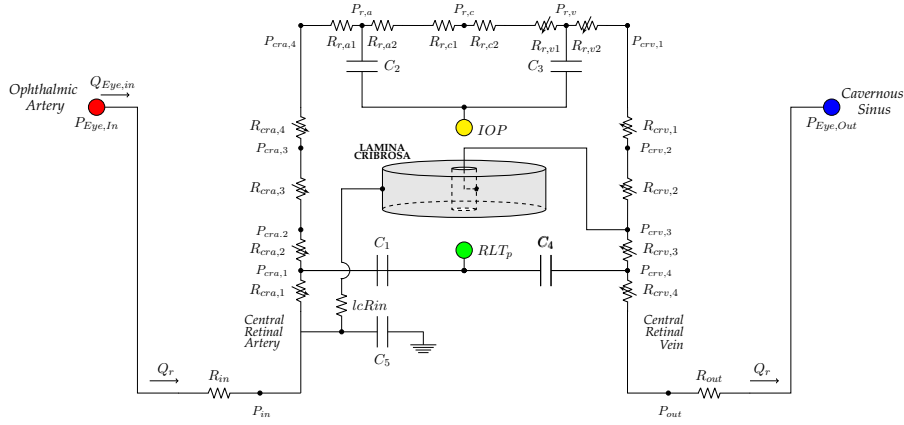 P_{r,a}
P_{r,c}
P_{r,v}
P_{cra,4}
R_{r,a1}
R_{r,a2}
R_{r,c1}
R_{r,c2}
R_{r,v1}
R_{r,v2}
P_{crv,1}
C_2
C_3
Ophthalmic
Artery
Q_{Eye,in}
P_{Eye,In}
Cavernous
Sinus
P_{Eye,Out}
R_{cra,4}
IOP
R_{crv,1}
P_{cra,3}
LAMINA
CRIBROSA
P_{crv,2}
R_{cra,3}
R_{crv,2}
P_{cra,2}
P_{crv,3}
R_{cra,2}
C_1
RLT_p
C_4
R_{crv,3}
P_{cra,1}
P_{crv,4}
R_{cra,1}
lcRin
R_{crv,4}
Central
Retinal
Artery
C_5
Central
Retinal
Vein
Q_r
R_{in}
P_{in}
R_{out}
Q_r
P_{out}